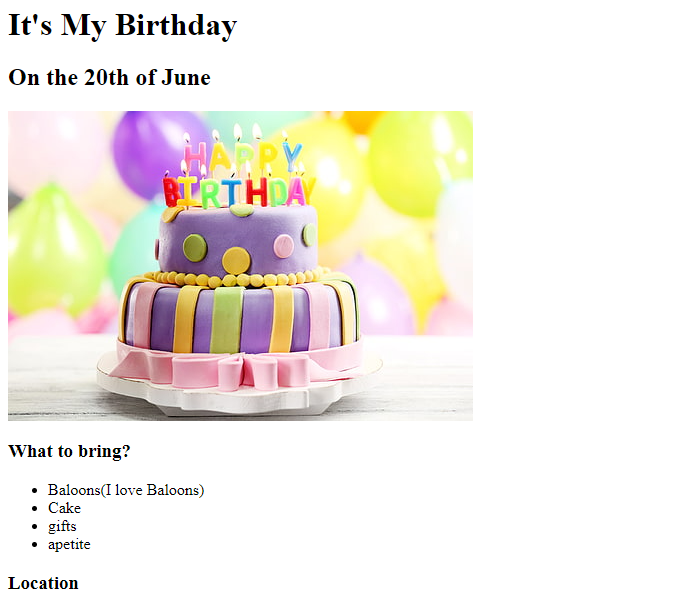 It's My Birthday
On the 20th of June
HAPPY
BIRTHDAY
What to bring?
Baloons(I love Baloons)
Cake
gifts
apetite
Location